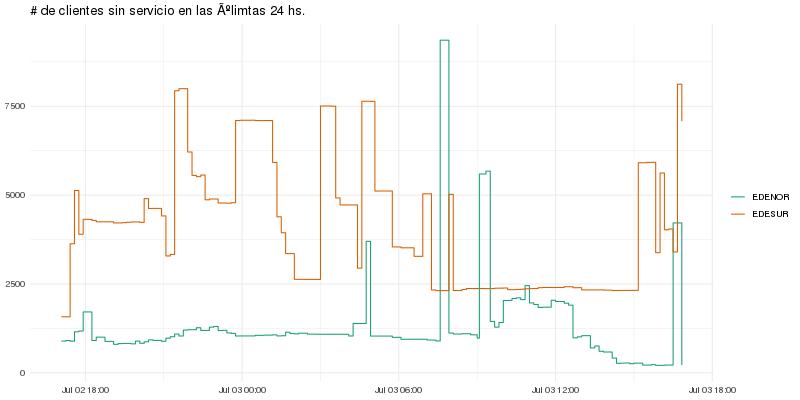 # de clientes sin servicio en las Ãºlimtas 24 hs.
7500
5000
2500
0
Jul 02 18:00
Jul 03 00:00
Jul 03 06:00
Jul 03 12:00
Jul 03 18:00
EDENOR
EDESUR